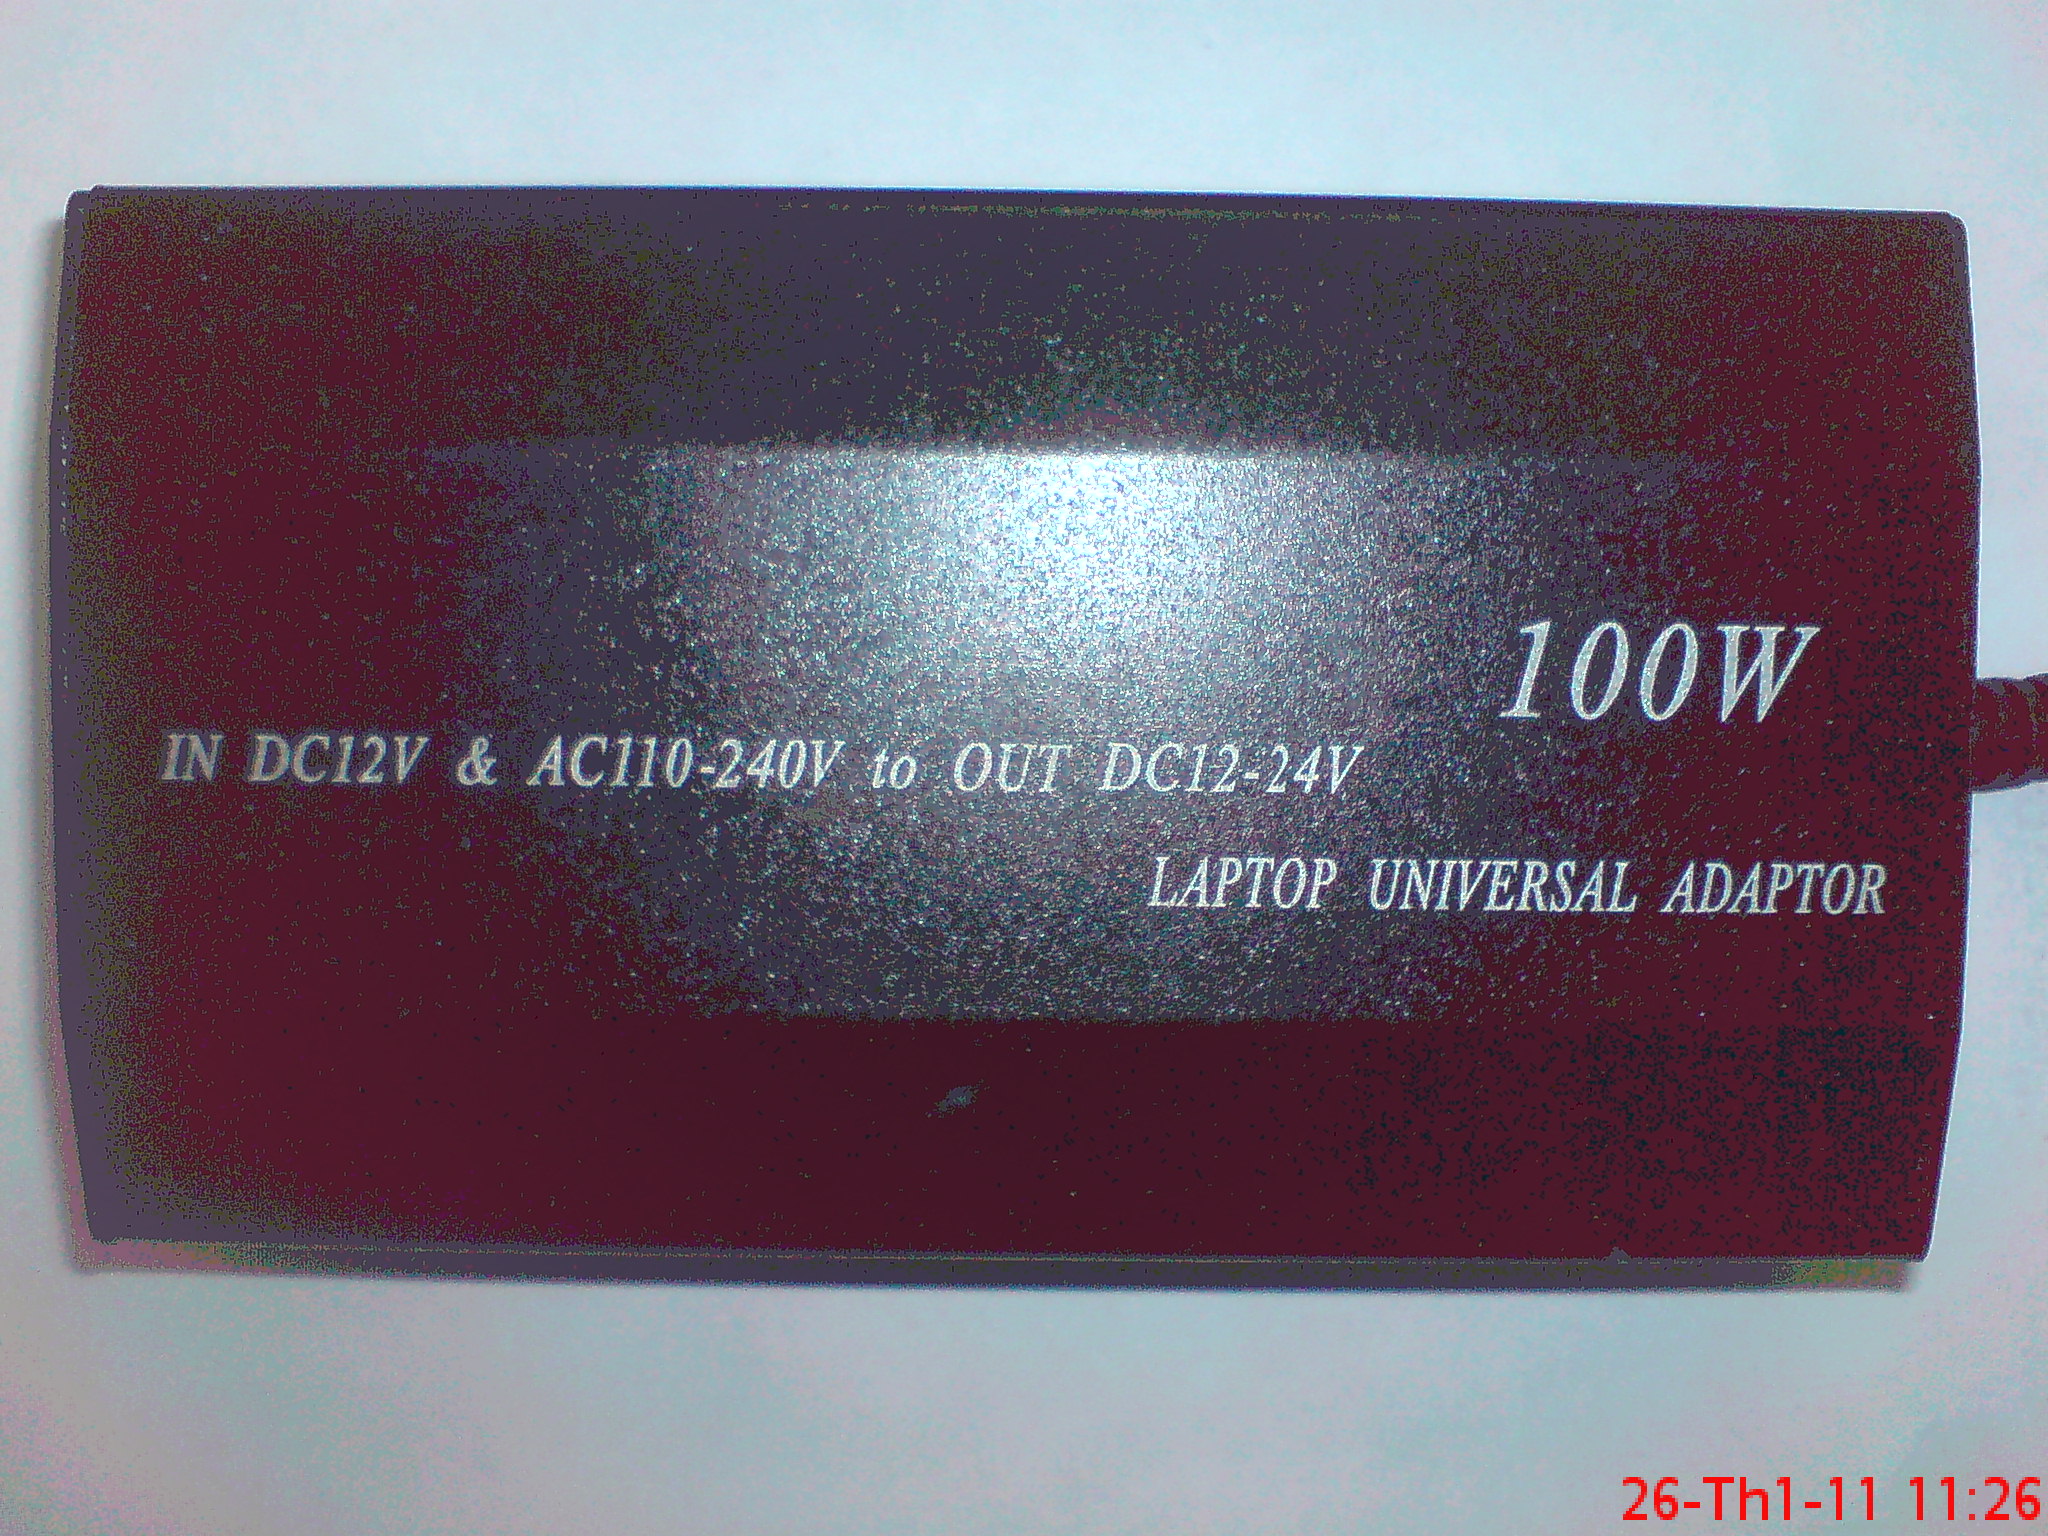 100W
IN DC12V & AC110-240V to OUT DC12-24V
LAPTOP UNIVERSAL ADAPTOR
26-Th1-11 11:26